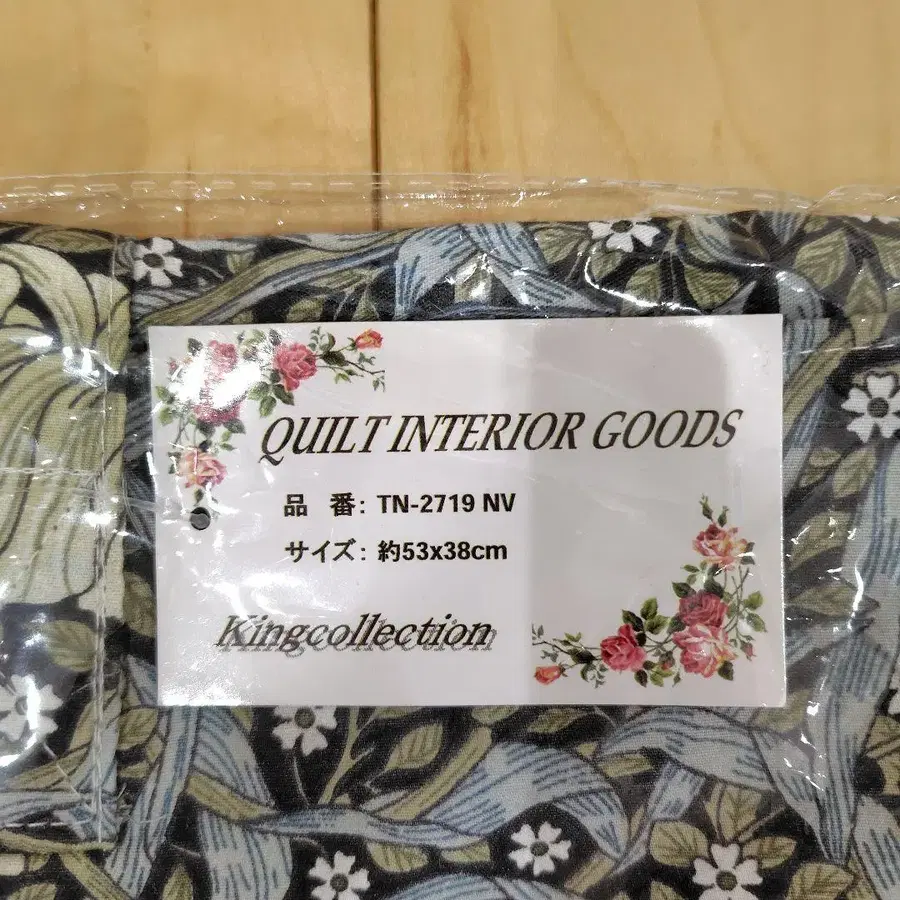 QUILT INTERIOR GOODS
品 番: TN-2719 NV
サイズ: 約53x38cm
Kingcollection